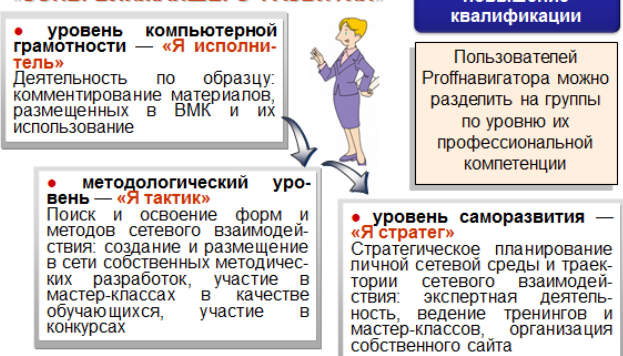 ● уровень компьютерной
грамотности — «Я исполни-
тель»
Деятельность по образцу:
комментирование материалов,
размещенных в ВМК и их
использование
квалификации
Пользователей
Proffнавигатора можно
разделить на группы
по уровню их
профессиональной
компетенции
● методологический уро-
вень — «Я тактик»
Поиск и освоение форм и
методов сетевого взаимодей-
ствия: создание и размещение
в сети собственных методичес-
ких разработок, участие в
мастер-классах в качестве
обучающихся, участие в
конкурсах
● уровень саморазвития —
«Я стратег»
Стратегическое планирование
личной сетевой среды и траек-
тории сетевого взаимодей-
ствия: экспертная деятель-
ность, ведение тренингов и
мастер-классов, организация
собственного сайта